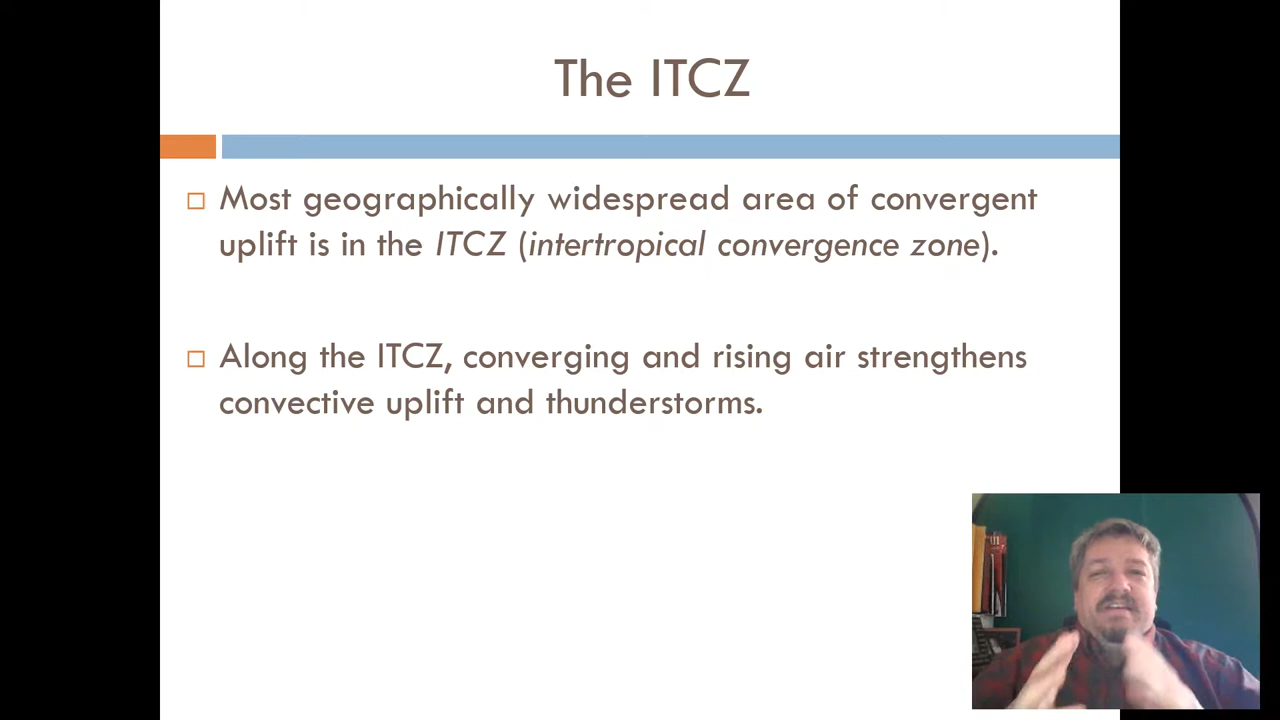 The ITCZ
Most geographically widespread area of convergent
uplift is in the ITCZ (intertropical convergence zone).
Along the ITCZ, converging and rising air strengthens
convective uplift and thunderstorms.